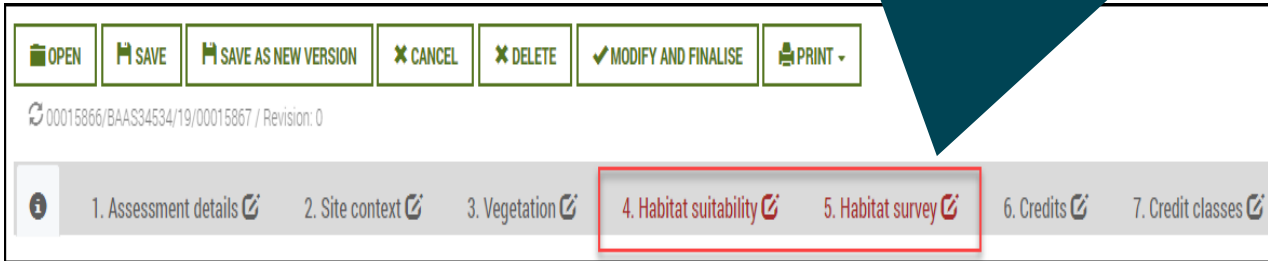 OPEN SAVE SAVE AS NEW VERSION CANCEL DELETE MODIFY AND FINALISE PRINT
00015866/BAAS34534/19/00015867 / Revision: 0
1. Assessment details 2. Site context 3. Vegetation 4. Habitat suitability 5. Habitat survey 6. Credits 7. Credit classes